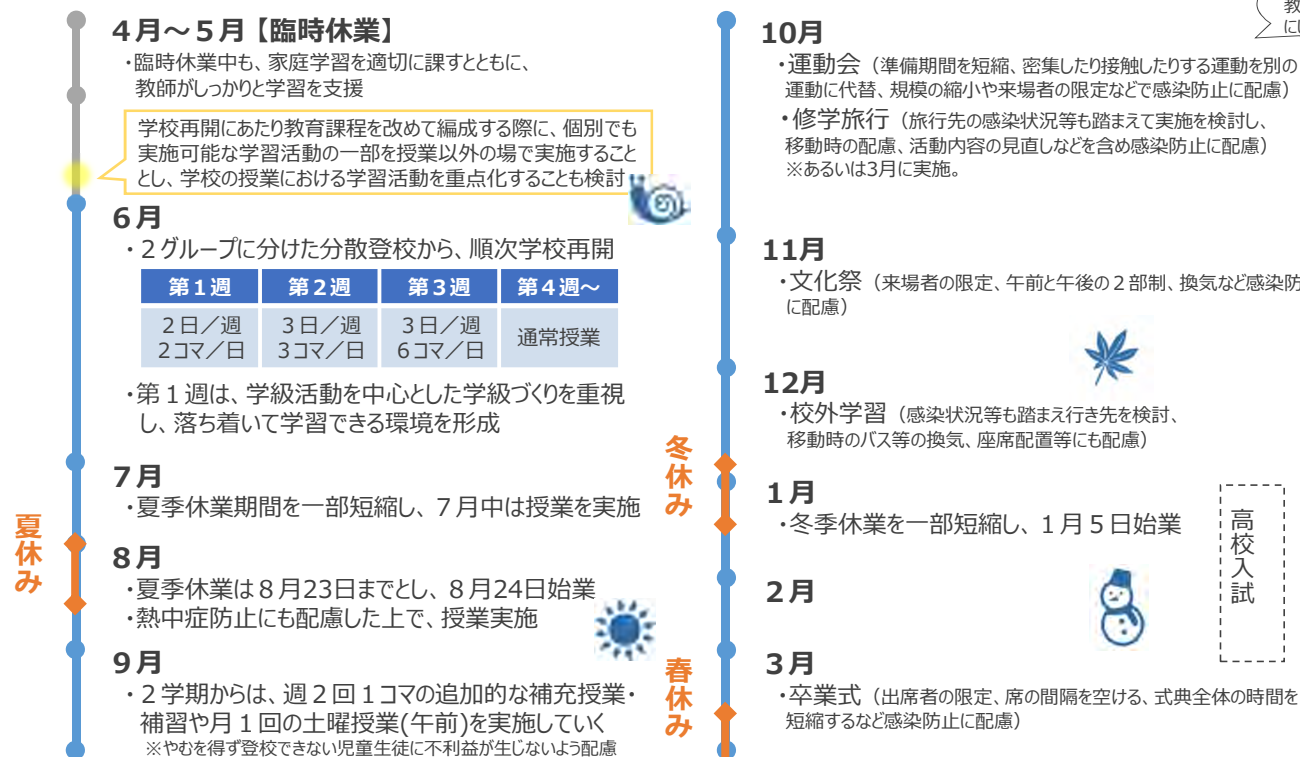 4月～5月【臨時休業】
・臨時休業中も、家庭学習を適切に課すとともに、
教師がしっかりと学習を支援
学校再開にあたり教育課程を改めて編成する際に、個別でも
実施可能な学習活動の一部を授業以外の場で実施すること
とし、学校の授業における学習活動を重点化することも検討
6月
・2グループに分けた分散登校から、順次学校再開
第1週 第2週 第3週 第4週～
2日／週 3日／週 3日／週 通常授業
2コマ／日 3コマ／日 6コマ／日
・第1週は、学級活動を中心とした学級づくりを重視
し、落ち着いて学習できる環境を形成
7月
・夏季休業期間を一部短縮し、7月中は授業を実施
夏休み
8月
・夏季休業は8月23日までとし、8月24日始業
・熱中症防止にも配慮した上で、授業実施
9月
・2学期からは、週2回1コマの追加的な補充授業・
補習や月1回の土曜授業(午前)を実施していく
※やむを得ず登校できない児童生徒に不利益が生じないよう配慮
10月
・運動会（準備期間を短縮、密集したり接触したりする運動を別の
運動に代替、規模の縮小や来場者の限定などで感染防止に配慮）
・修学旅行（旅行先の感染状況等も踏まえて実施を検討し、
移動時の配慮、活動内容の見直しなどを含め感染防止に配慮）
※あるいは3月に実施。
11月
・文化祭（来場者の限定、午前と午後の2部制、換気など感染防
に配慮）
12月
・校外学習（感染状況等も踏まえ行き先を検討、
移動時のバス等の換気、座席配置等にも配慮）
冬休み
1月
・冬季休業を一部短縮し、1月5日始業
高校入試
2月
3月
・卒業式（出席者の限定、席の間隔を空ける、式典全体の時間を
短縮するなど感染防止に配慮）
春休み